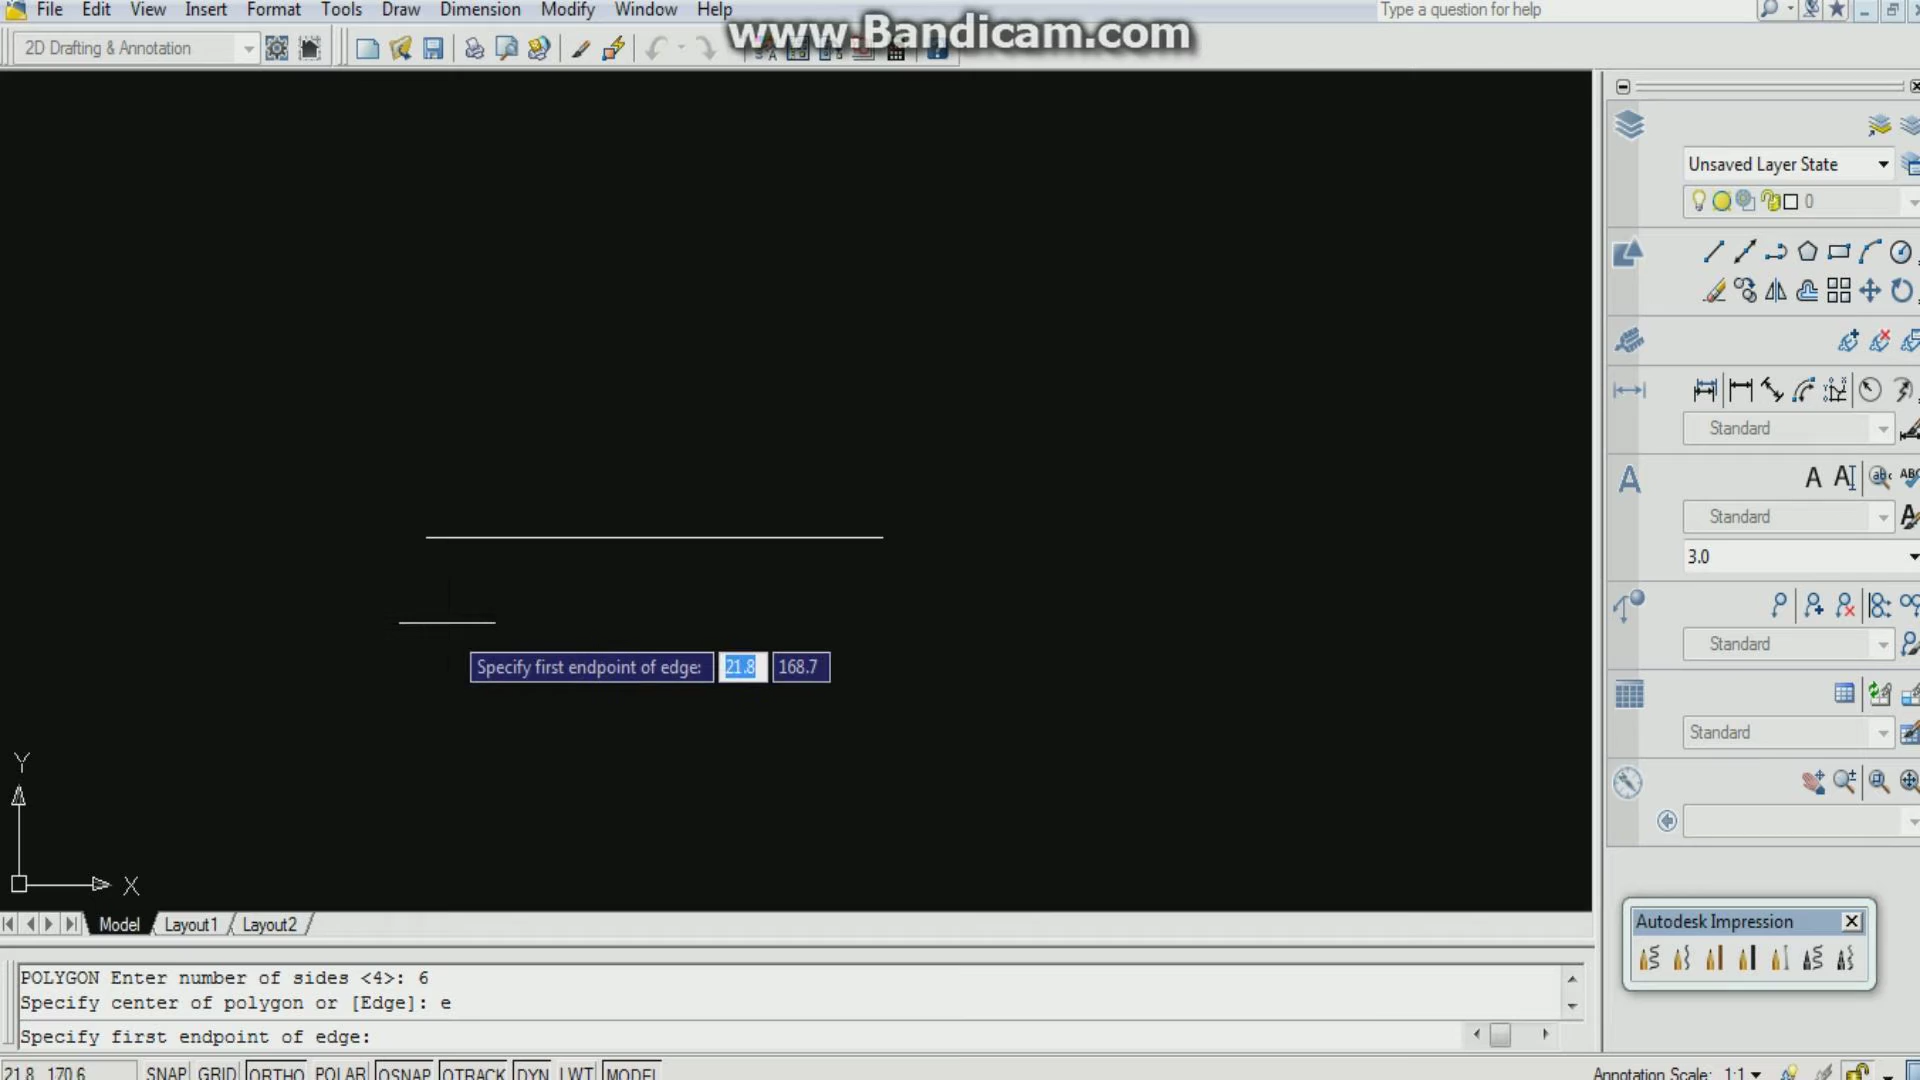 File Edit View Insert Format Tools Draw Dimension Modify Window Help
www.Bandicam.com
Type a question for help
2D Drafting & Annotation
Unsaved Layer State
0
Standard
A A
Standard
3.0
Specify first endpoint of edge: 21.8 168.7
Standard
Standard
Y
X
Model Layout1 Layout2
Autodesk Impression
POLYGON Enter number of sides <4>: 6
Specify center of polygon or [Edge]: e
Specify first endpoint of edge:
21.8, 170.6 SNAP GRID ORTHO POLAR OSNAP OTRACK DYN LWT MODEL
Annotation Scale: 1:1